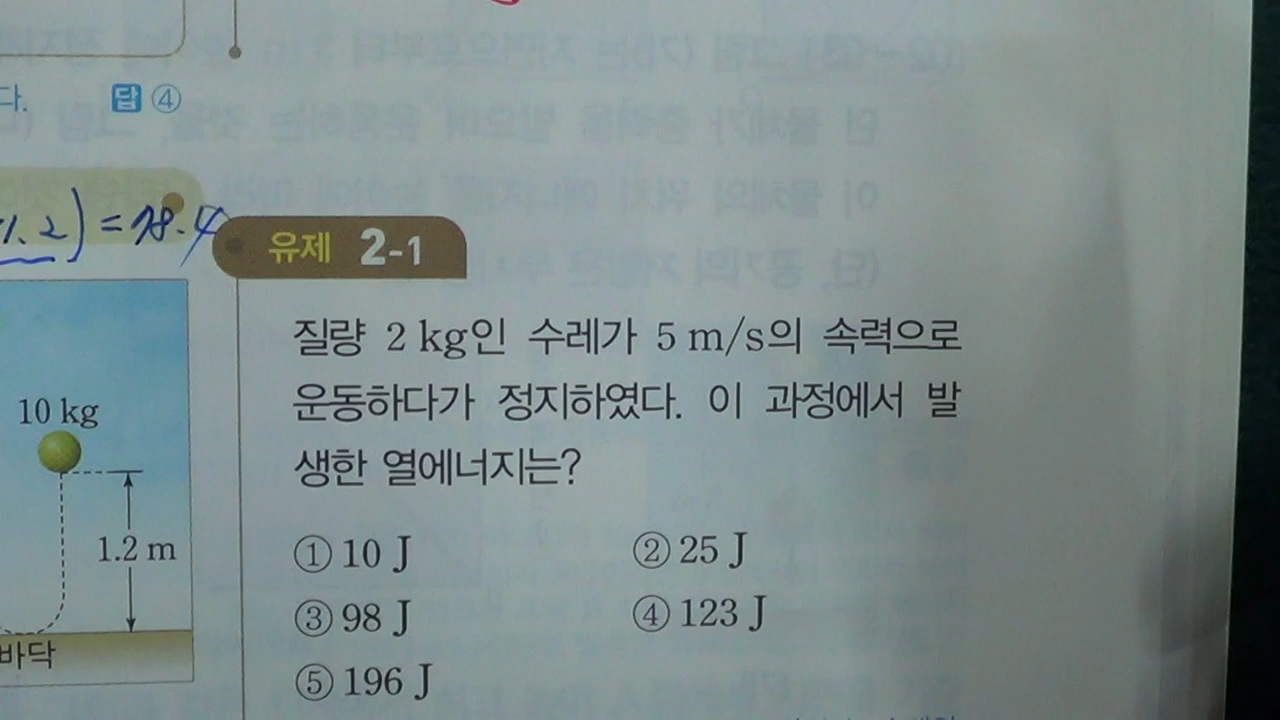 다. 답 ④
1.2) = 78.4
유제 2-1
질량 2 kg인 수레가 5 m/s의 속력으로
운동하다가 정지하였다. 이 과정에서 발
생한 열에너지는?
① 10 J ② 25 J
③ 98 J ④ 123 J
⑤ 196 J
10 kg
1.2 m
바닥